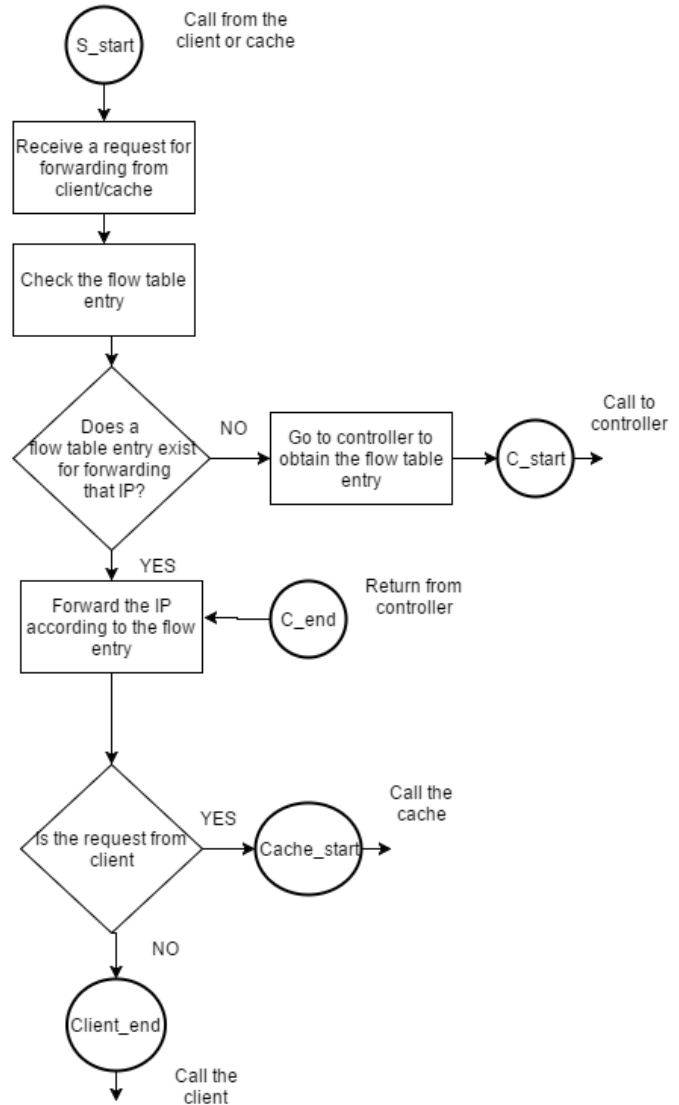 S_start
Call from the
client or cache
Receive a request for
forwarding from
client/cache
Check the flow table
entry
Does a
flow table entry exist
for forwarding
that IP?
NO
Go to controller to
obtain the flow table
entry
C_start
Call to
controller
YES
Forward the IP
according to the flow
entry
C_end
Return from
controller
Is the request from
client
YES
Cache_start
Call the
cache
NO
Client_end
Call the
client